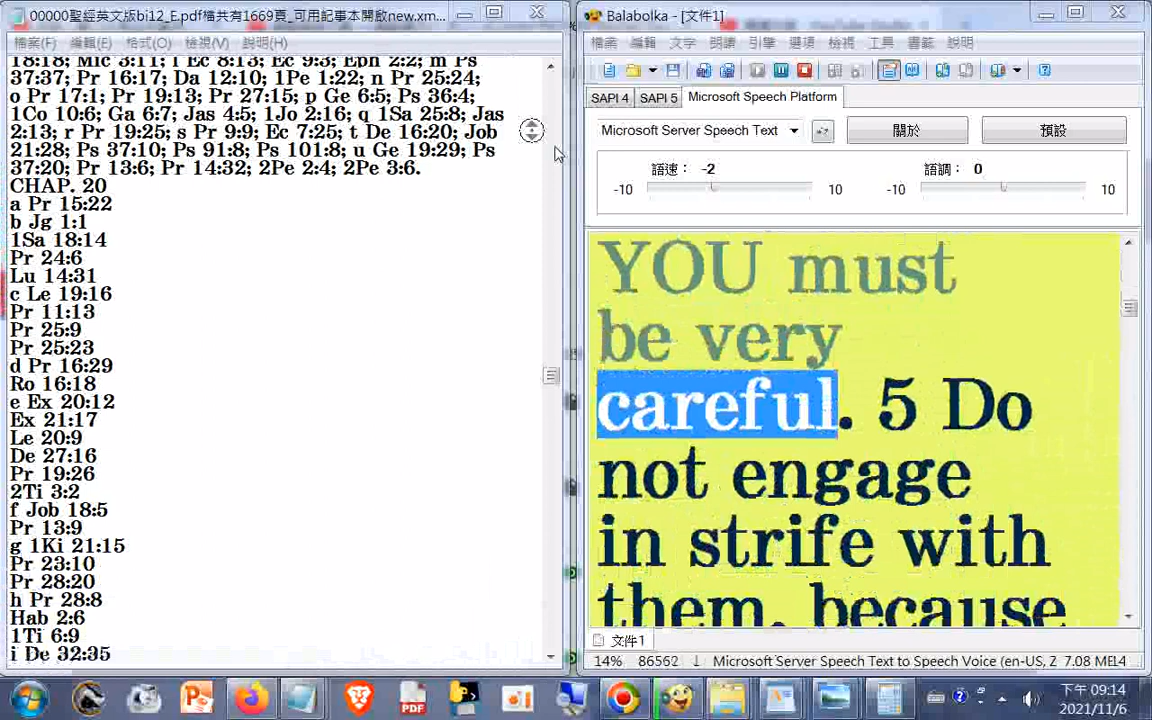 00000聖經英文版bi12_E.pdf檔共有1669頁_可用記事本開啟new.xm...
檔案(F) 編輯(E) 格式(O) 檢視(V) 說明(H)
18:18; Mic 3:11; l Ec 8:13; Ec 9:3; Eph 2:2; m Ps
37:37; Pr 16:17; Da 12:10; 1Pe 1:22; n Pr 25:24;
o Pr 17:1; Pr 19:13; Pr 27:15; p Ge 6:5; Ps 36:4;
1Co 10:6; Ga 6:7; Jas 4:5; 1Jo 2:16; q 1Sa 25:8; Jas
2:13; r Pr 19:25; s Pr 9:9; Ec 7:25; t De 16:20; Job
21:28; Ps 37:10; Ps 91:8; Ps 101:8; u Ge 19:29; Ps
37:20; Pr 13:6; Pr 14:32; 2Pe 2:4; 2Pe 3:6.
CHAP. 20
a Pr 15:22
b Jg 1:1
1Sa 18:14
Pr 24:6
Lu 14:31
c Le 19:16
Pr 11:13
Pr 25:9
Pr 25:23
d Pr 16:29
Ro 16:18
e Ex 20:12
Ex 21:17
Le 20:9
De 27:16
Pr 19:26
2Ti 3:2
f Job 18:5
Pr 13:9
g 1Ki 21:15
Pr 23:10
Pr 28:20
h Pr 28:8
Hab 2:6
1Ti 6:9
i De 32:35
Balabolka - [文件1]
檔案 編輯 文字 朗讀 引擎 選項 檢視 工具 書籤 說明
SAPI 4 SAPI 5 Microsoft Speech Platform
Microsoft Server Speech Text 關於 預設
語速: -2 語調: 0
-10 10 -10 10
YOU must
be very
careful. 5 Do
not engage
in strife with
them, because
文件1
14% 86562 Microsoft Server Speech Text to Speech Voice (en-US, 2 7.08 ME14
下午 09:14
2021/11/6